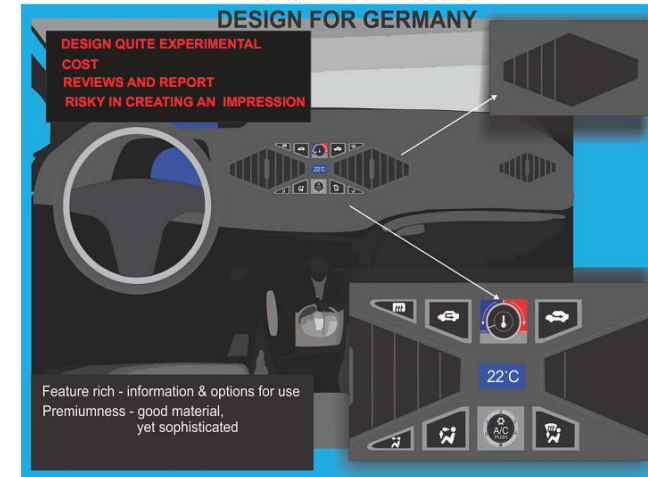 DESIGN FOR GERMANY
DESIGN QUITE EXPERIMENTAL
COST
REVIEWS AND REPORT
RISKY IN CREATING AN IMPRESSION
22°C
22°C
A/C
PUSH
Feature rich - information & options for use
Premiumness - good material,
yet sophisticated